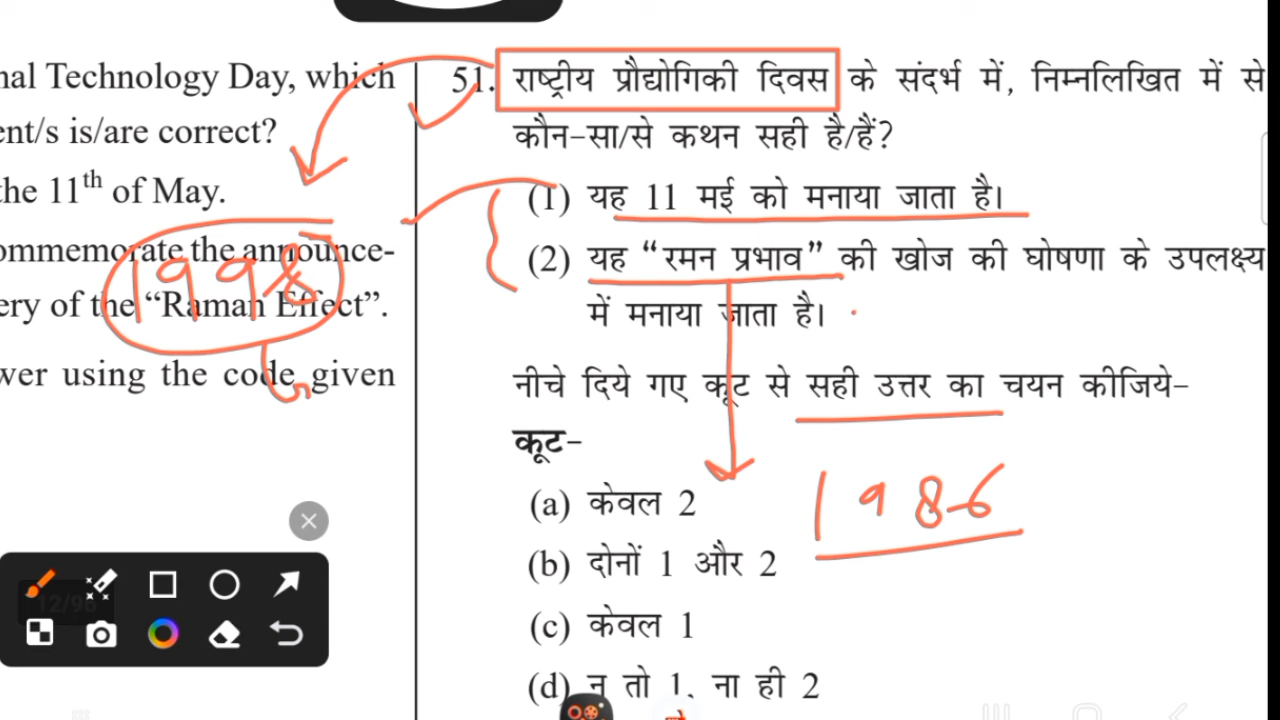 nal Technology Day, which
ent/s is/are correct?
the 11th of May.
ommemorate the announce-
ery of the “Raman Effect”.
wer using the code given
1998
51. राष्ट्रीय प्रौद्योगिकी दिवस के संदर्भ में, निम्नलिखित में से
कौन-सा/से कथन सही है/हैं?
(1) यह 11 मई को मनाया जाता है।
(2) यह “रमन प्रभाव” की खोज की घोषणा के उपलक्ष्य
में मनाया जाता है।
नीचे दिये गए कूट से सही उत्तर का चयन कीजिये-
कूट-
(a) केवल 2
(b) दोनों 1 और 2
(c) केवल 1
(d) न तो 1, ना ही 2
1986
12/96